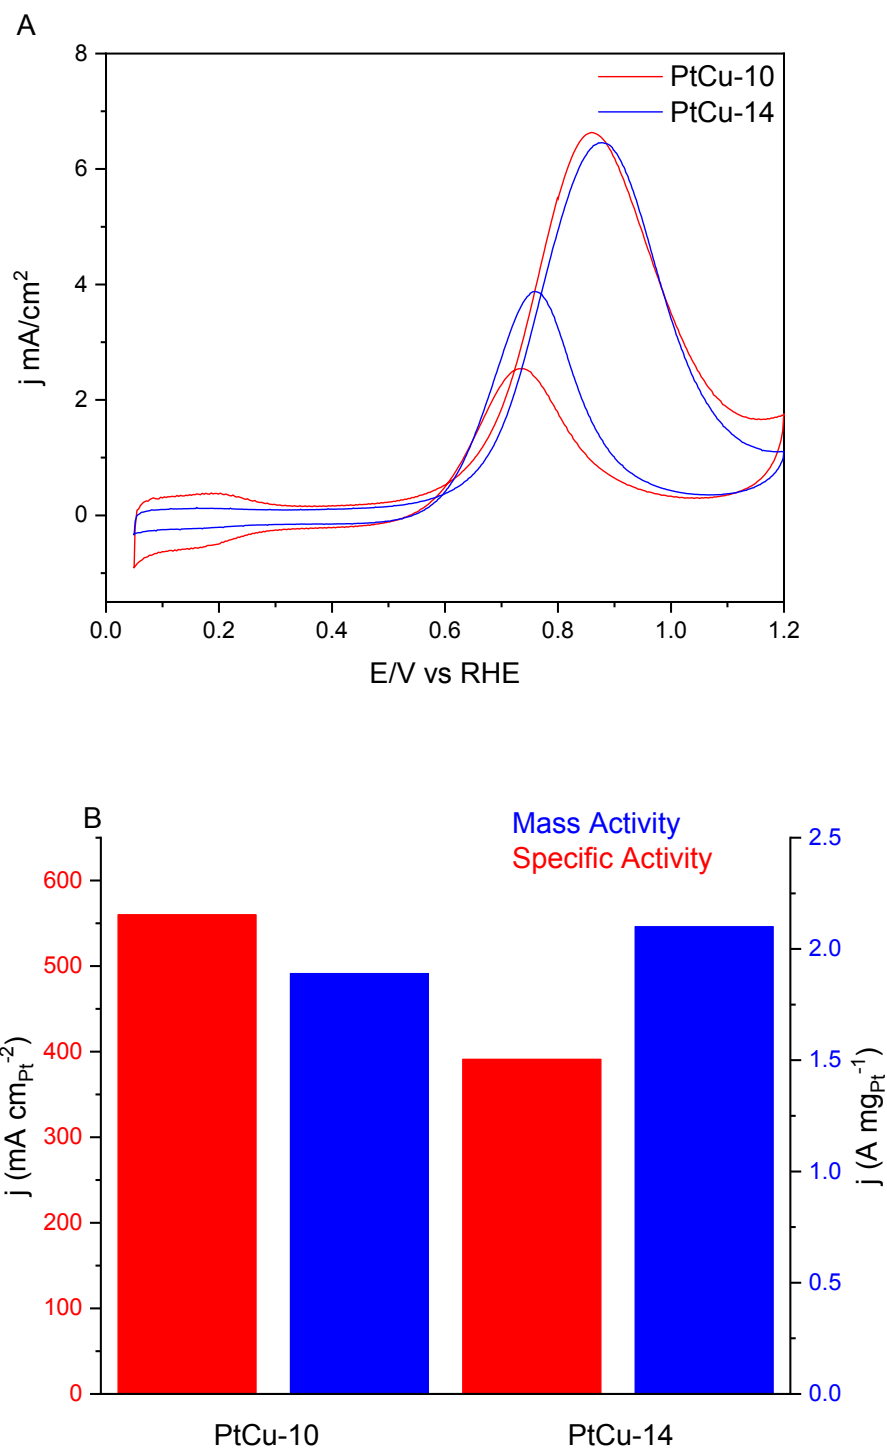 A
8
6
4
2
0
j mA/cm²
PtCu-10
PtCu-14
0.0 0.2 0.4 0.6 0.8 1.0 1.2
E/V vs RHE
B
Mass Activity
Specific Activity
600
500
400
300
200
100
0
j (mA cm_Pt^-2)
2.5
2.0
1.5
1.0
0.5
0.0
j (A mg_Pt^-1)
PtCu-10 PtCu-14